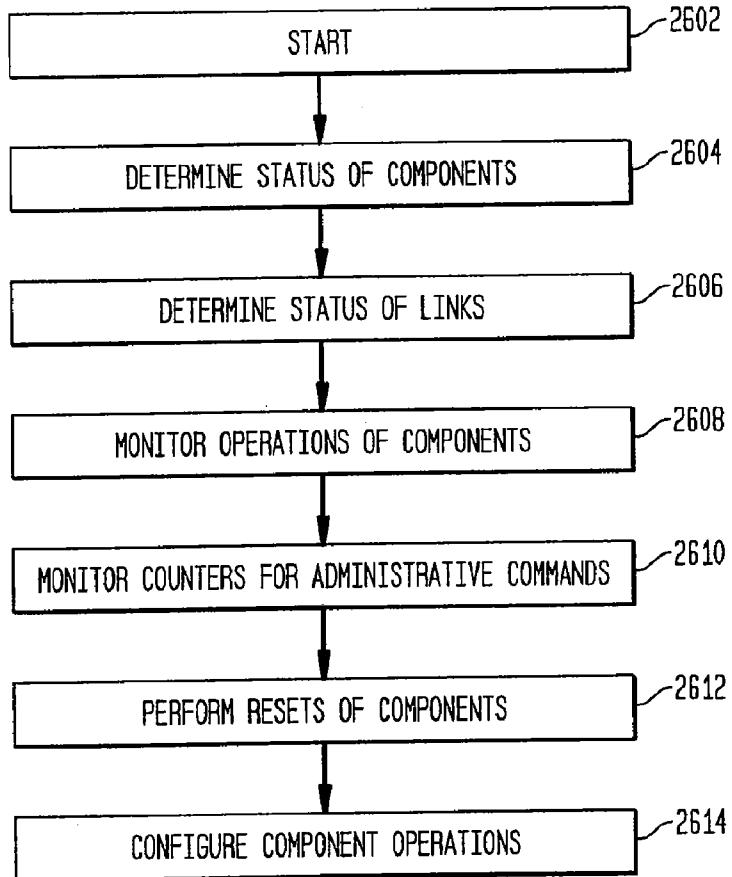 START 2602
DETERMINE STATUS OF COMPONENTS 2604
DETERMINE STATUS OF LINKS 2606
MONITOR OPERATIONS OF COMPONENTS 2608
MONITOR COUNTERS FOR ADMINISTRATIVE COMMANDS 2610
PERFORM RESETS OF COMPONENTS 2612
CONFIGURE COMPONENT OPERATIONS 2614